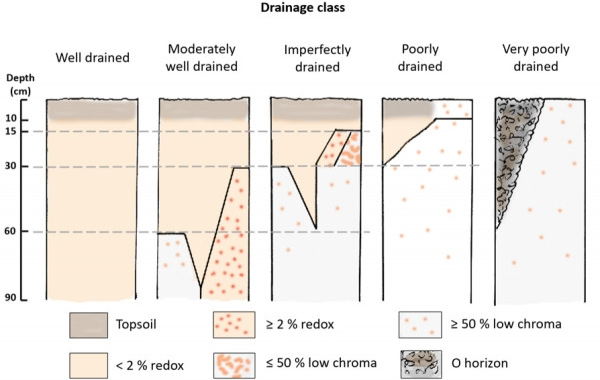 Drainage class
Well drained
Moderately
well drained
Imperfectly
drained
Poorly
drained
Very poorly
drained
Depth
(cm)
10
15
30
60
90
Topsoil
≥ 2 % redox
≥ 50 % low chroma
< 2 % redox
≤ 50 % low chroma
O horizon